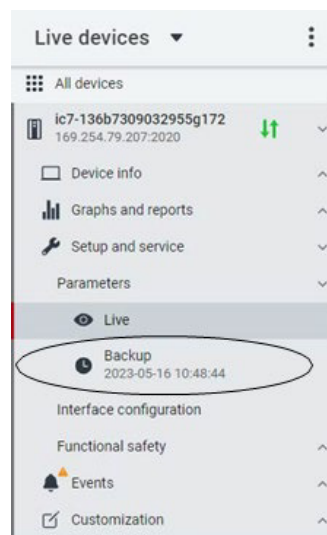 Live devices
All devices
ic7-136b7309032955g172
169.254.79.207:2020
Device info
Graphs and reports
Setup and service
Parameters
Live
Backup
2023-05-16 10:48:44
Interface configuration
Functional safety
Events
Customization